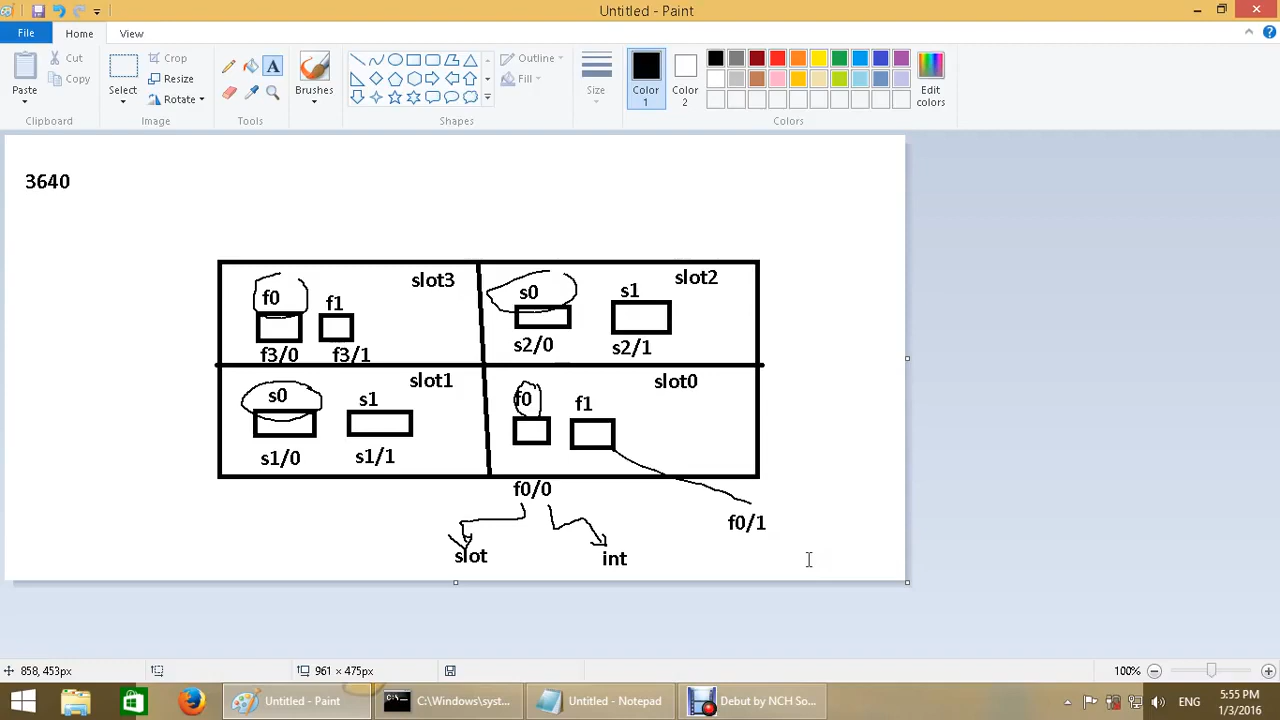 Untitled - Paint
File
Home
View
Paste
Cut
Copy
Clipboard
Select
Crop
Resize
Rotate
Image
A
Tools
Brushes
Outline
Fill
Shapes
Size
Color
1
Color
2
Edit
colors
Colors
3640
slot3
f0
f1
f3/0
f3/1
slot2
s0
s1
s2/0
s2/1
slot1
s0
s1
s1/0
s1/1
slot0
f0
f1
f0/0
f0/1
slot
int
858, 453px
961 × 475px
100%
Untitled - Paint
C:\Windows\syst...
Untitled - Notepad
Debut by NCH So...
ENG
5:55 PM
1/3/2016